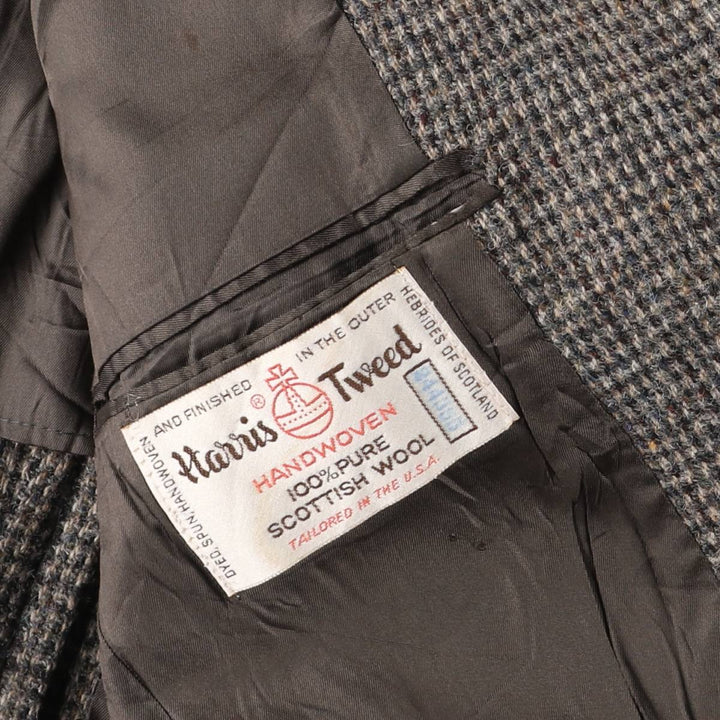 DYED, SPUN, HANDWOVEN AND FINISHED IN THE OUTER HEBRIDES OF SCOTLAND
Harris ® Tweed
HANDWOVEN
100% PURE
SCOTTISH WOOL
TAILORED IN THE U.S.A.